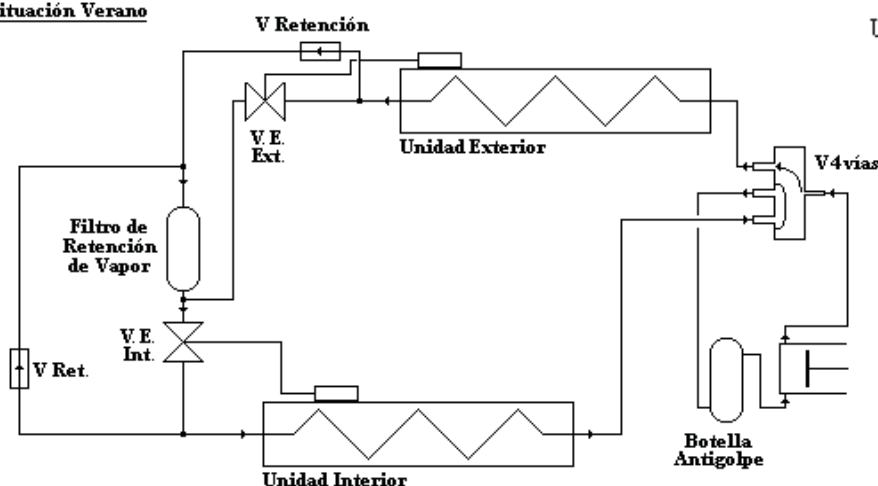 ituación Verano
U
V Retención
V. E.
Ext.
Unidad Exterior
V4vías
Filtro de
Retención
de Vapor
V. E.
Int.
V Ret.
Botella
Antigolpe
Unidad Interior